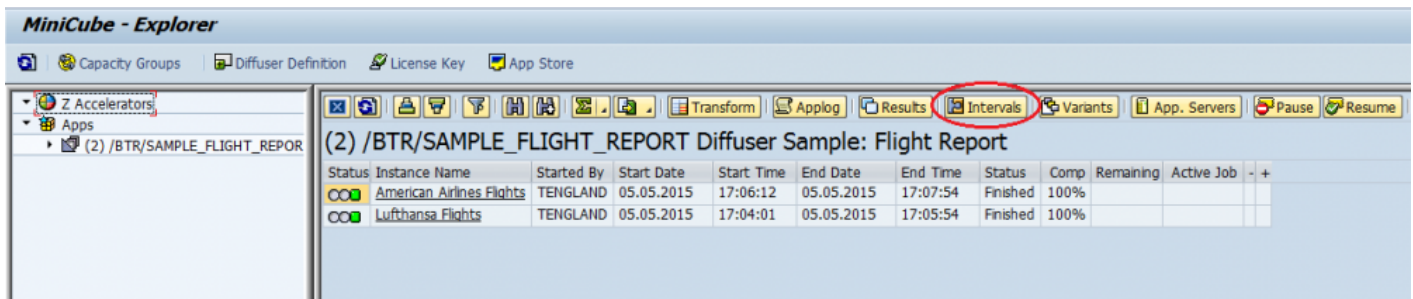 MiniCube - Explorer
Capacity Groups Diffuser Definition License Key App Store
Z Accelerators
Apps
(2) /BTR/SAMPLE_FLIGHT_REPOR
Transform Applog Results Intervals Variants App. Servers Pause Resume
(2) /BTR/SAMPLE_FLIGHT_REPORT Diffuser Sample: Flight Report
Status Instance Name Started By Start Date Start Time End Date End Time Status Comp Remaining Active Job - +
American Airlines Flights TENGLAND 05.05.2015 17:06:12 05.05.2015 17:07:54 Finished 100%
Lufthansa Flights TENGLAND 05.05.2015 17:04:01 05.05.2015 17:05:54 Finished 100%